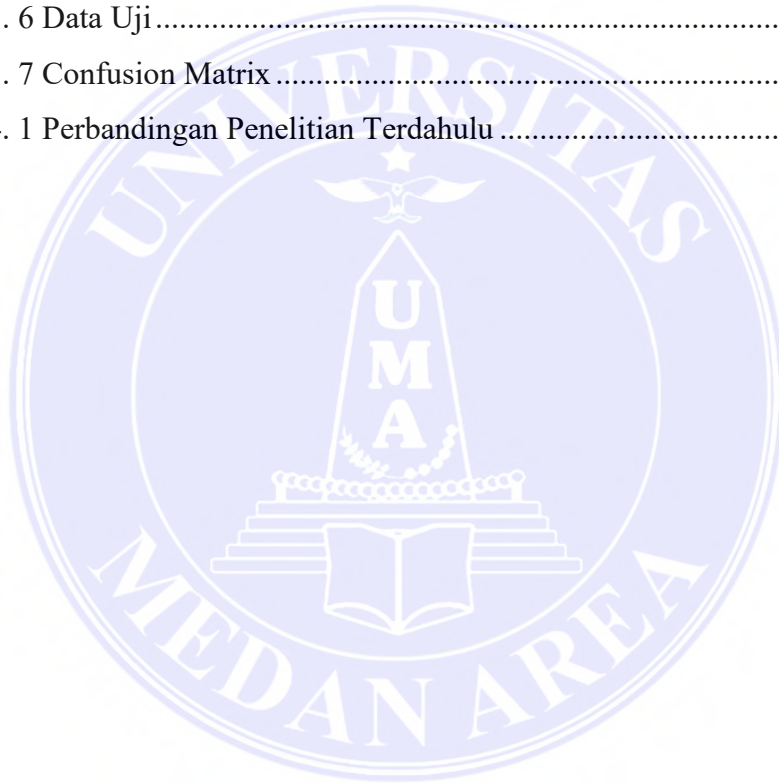 . 6 Data Uji................................................................................
. 7 Confusion Matrix................................................................
. 1 Perbandingan Penelitian Terdahulu...................................
UNIVERSITAS
U
M
A
MEDAN AREA